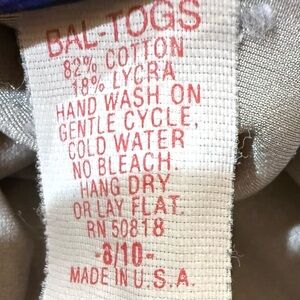 BAL-TOGS
82% COTTON
18% LYCRA
HAND WASH ON
GENTLE CYCLE,
COLD WATER
NO BLEACH.
HANG DRY
OR LAY FLAT.
RN 50818
-8/10-
MADE IN U.S.A.